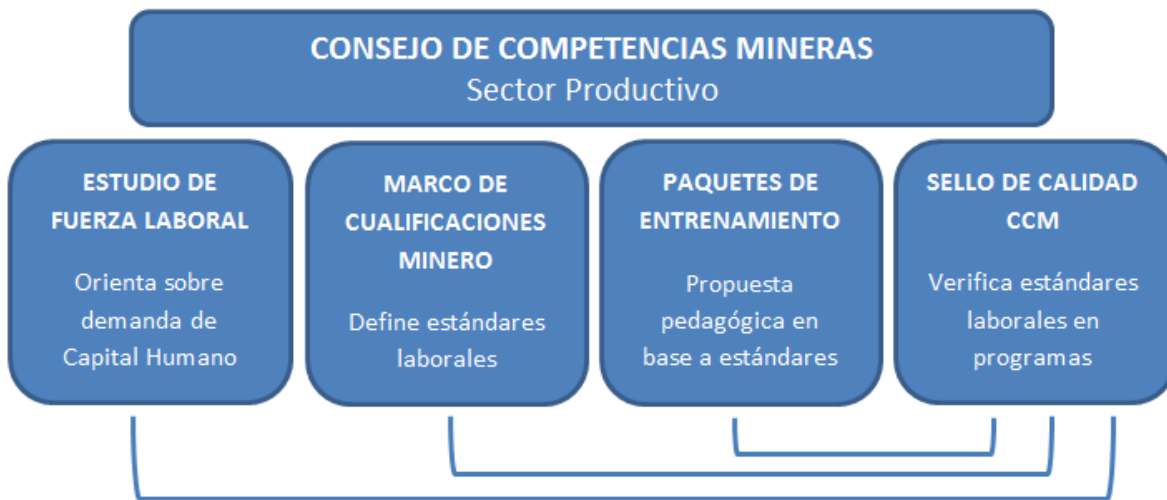 CONSEJO DE COMPETENCIAS MINERAS
Sector Productivo
ESTUDIO DE
FUERZA LABORAL
Orienta sobre
demanda de
Capital Humano
MARCO DE
CUALIFICACIONES
MINERO
Define estándares
laborales
PAQUETES DE
ENTRENAMIENTO
Propuesta
pedagógica en
base a estándares
SELLO DE CALIDAD
CCM
Verifica estándares
laborales en
programas